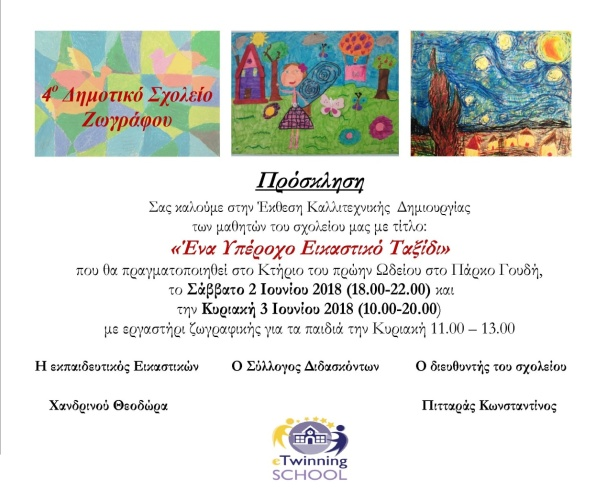 4º Δημοτικό Σχολείο
Ζωγράφου
Πρόσκληση
Σας καλούμε στην Έκθεση Καλλιτεχνικής Δημιουργίας
των μαθητών του σχολείου μας με τίτλο:
«Ένα Υπέροχο Εικαστικό Ταξίδι»
που θα πραγματοποιηθεί στο Κτήριο του πρώην Ωδείου στο Πάρκο Γουδή,
το Σάββατο 2 Ιουνίου 2018 (18.00-22.00) και
την Κυριακή 3 Ιουνίου 2018 (10.00-20.00)
με εργαστήρι ζωγραφικής για τα παιδιά την Κυριακή 11.00 – 13.00
Η εκπαιδευτικός Εικαστικών Ο Σύλλογος Διδασκόντων Ο διευθυντής του σχολείου
Χανδρινού Θεοδώρα Πιτταράς Κωνσταντίνος
eTwinning
SCHOOL